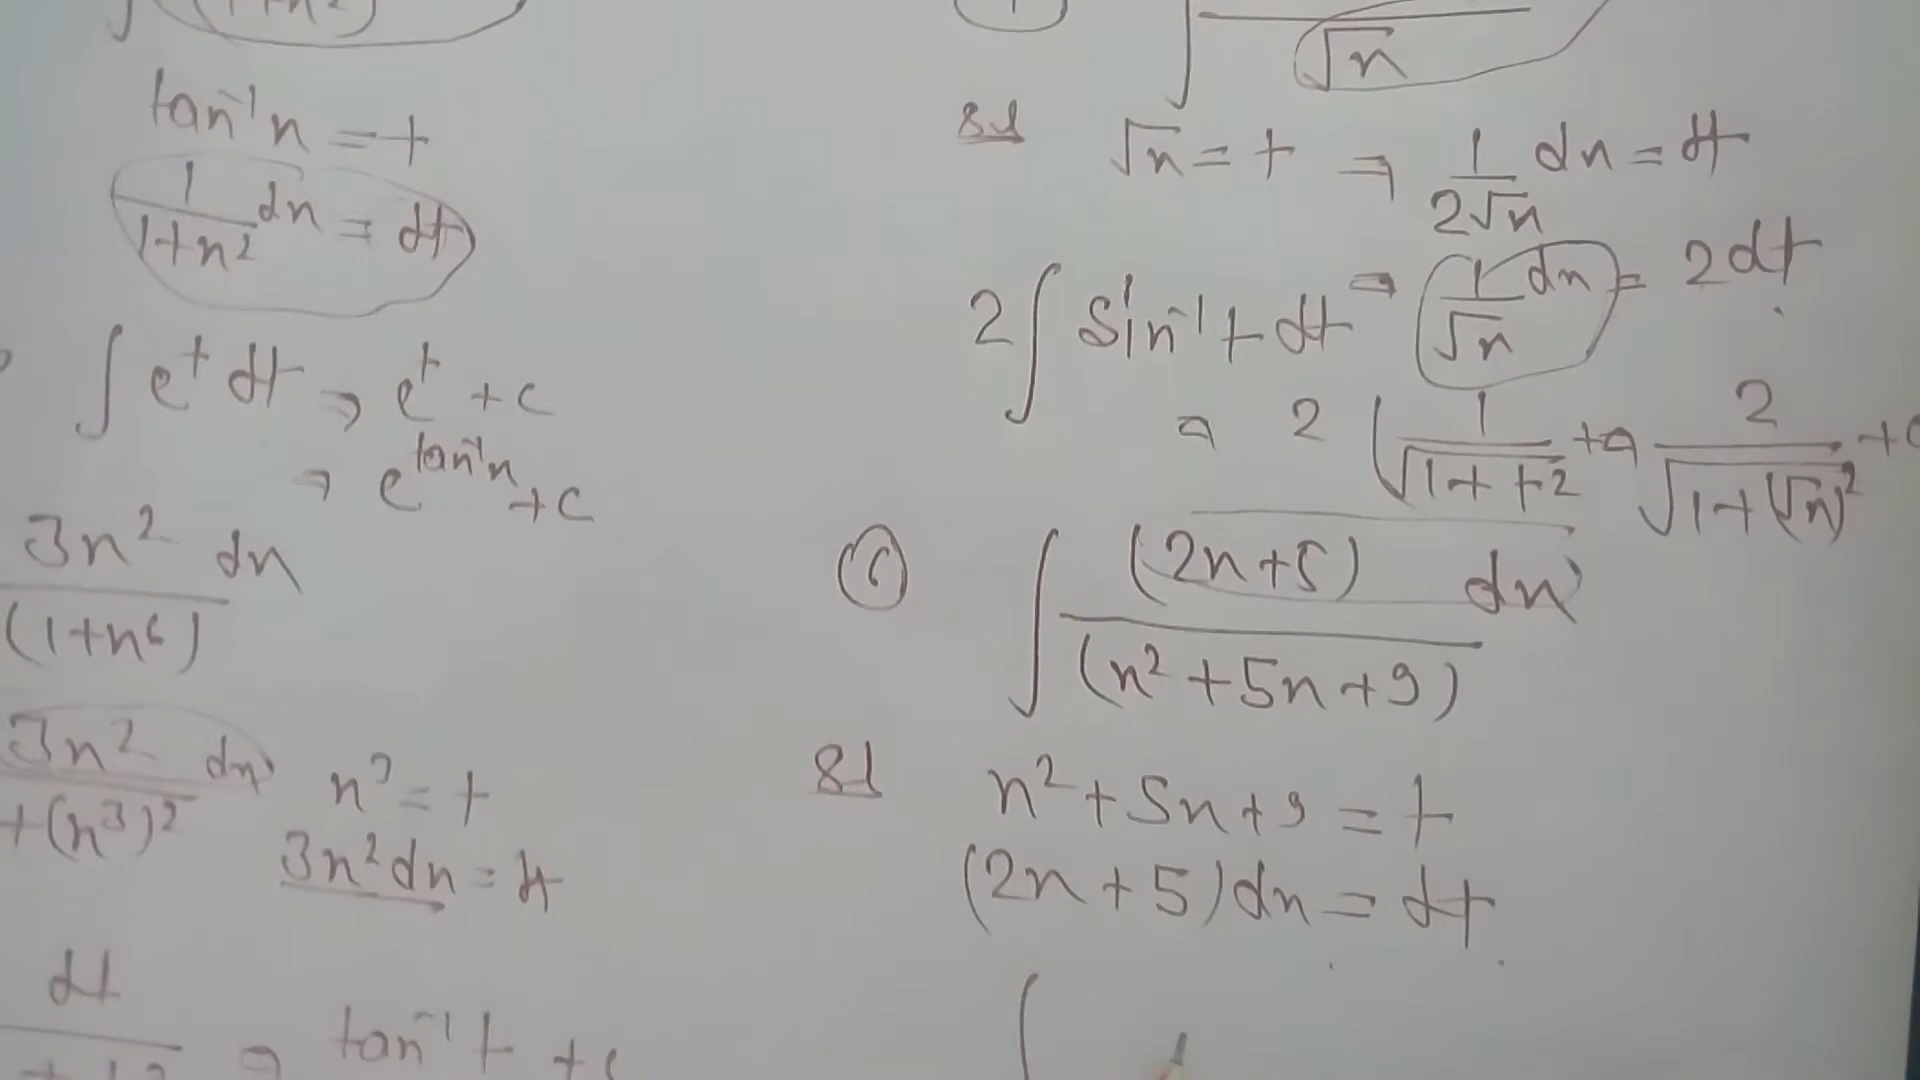 tan⁻¹n = t
1/(1+n²) dn = dt
∫ e^t dt ⇒ e^t + c
⇒ e^(tan⁻¹n) + c
3n² dn
(1+n⁶)
3n² dn
+(n³)²
n³ = t
3n² dn = dt
dt
⇒ tan⁻¹ t + c
√n
Sol
√n = t ⇒ 1/(2√n) dn = dt
2∫ Sin⁻¹ t dt ⇒ 1/√n dn = 2dt
⇒ 2 ( 1/√(1+t²) + ⇒ 2/√(1+(√n)²) + c
(6) ∫ (2n+5) dn / (n²+5n+9)
Sol
n² + 5n + 9 = t
(2n + 5) dn = dt
∫